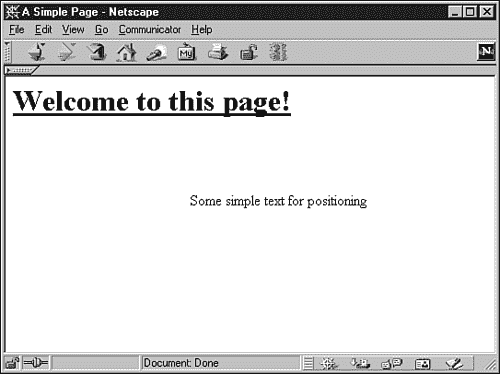 A Simple Page - Netscape
File Edit View Go Communicator Help
My
N
Welcome to this page!
Some simple text for positioning
Document: Done